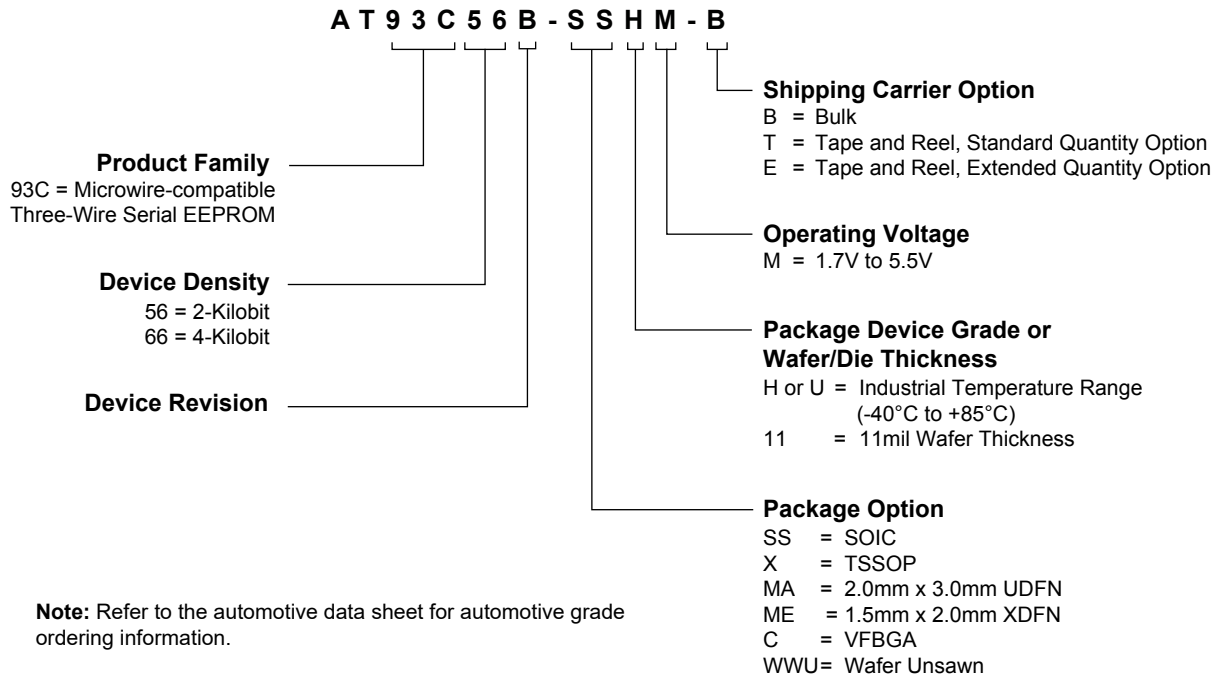 AT93C56B-SSHM-B
Product Family
93C = Microwire-compatible
Three-Wire Serial EEPROM
Device Density
56 = 2-Kilobit
66 = 4-Kilobit
Device Revision
Shipping Carrier Option
B = Bulk
T = Tape and Reel, Standard Quantity Option
E = Tape and Reel, Extended Quantity Option
Operating Voltage
M = 1.7V to 5.5V
Package Device Grade or
Wafer/Die Thickness
H or U = Industrial Temperature Range
(-40°C to +85°C)
11 = 11mil Wafer Thickness
Package Option
SS = SOIC
X = TSSOP
MA = 2.0mm x 3.0mm UDFN
ME = 1.5mm x 2.0mm XDFN
C = VFBGA
WWU= Wafer Unsawn
Note: Refer to the automotive data sheet for automotive grade
ordering information.